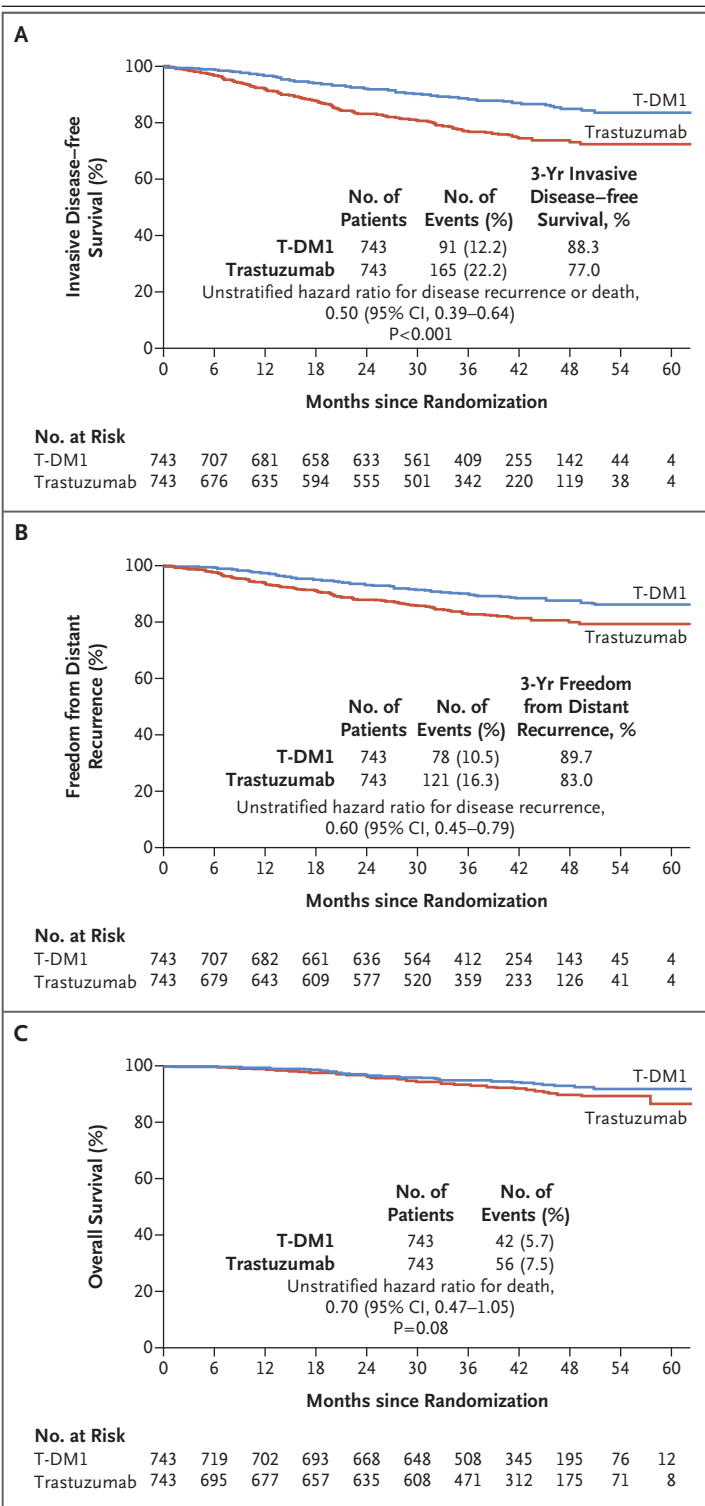 A
100
80
60
40
20
0
Invasive Disease–free
Survival (%)
T-DM1
Trastuzumab
No. of
Patients
No. of
Events (%)
3-Yr Invasive
Disease–free
Survival, %
T-DM1 743 91 (12.2) 88.3
Trastuzumab 743 165 (22.2) 77.0
Unstratified hazard ratio for disease recurrence or death,
0.50 (95% CI, 0.39–0.64)
P<0.001
0 6 12 18 24 30 36 42 48 54 60
Months since Randomization
No. at Risk
T-DM1 743 707 681 658 633 561 409 255 142 44 4
Trastuzumab 743 676 635 594 555 501 342 220 119 38 4
B
100
80
60
40
20
0
Freedom from Distant
Recurrence (%)
T-DM1
Trastuzumab
No. of
Patients
No. of
Events (%)
3-Yr Freedom
from Distant
Recurrence, %
T-DM1 743 78 (10.5) 89.7
Trastuzumab 743 121 (16.3) 83.0
Unstratified hazard ratio for disease recurrence,
0.60 (95% CI, 0.45–0.79)
0 6 12 18 24 30 36 42 48 54 60
Months since Randomization
No. at Risk
T-DM1 743 707 682 661 636 564 412 254 143 45 4
Trastuzumab 743 679 643 609 577 520 359 233 126 41 4
C
100
80
60
40
20
0
Overall Survival (%)
T-DM1
Trastuzumab
No. of
Patients
No. of
Events (%)
T-DM1 743 42 (5.7)
Trastuzumab 743 56 (7.5)
Unstratified hazard ratio for death,
0.70 (95% CI, 0.47–1.05)
P=0.08
0 6 12 18 24 30 36 42 48 54 60
Months since Randomization
No. at Risk
T-DM1 743 719 702 693 668 648 508 345 195 76 12
Trastuzumab 743 695 677 657 635 608 471 312 175 71 8